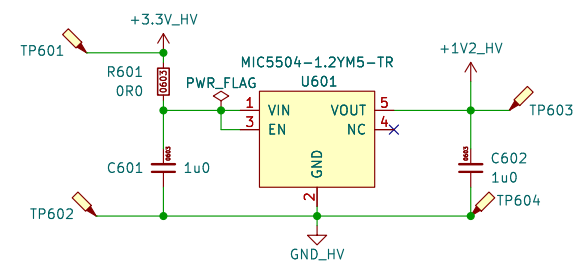 +3.3V_HV
TP601
R601
0R0
0603
PWR_FLAG
MIC5504-1.2YM5-TR
U601
+1V2_HV
1 VIN
3 EN
VOUT 5
NC 4
GND
2
TP603
C601
0603
1u0
0603
C602
1u0
TP602
TP604
GND_HV